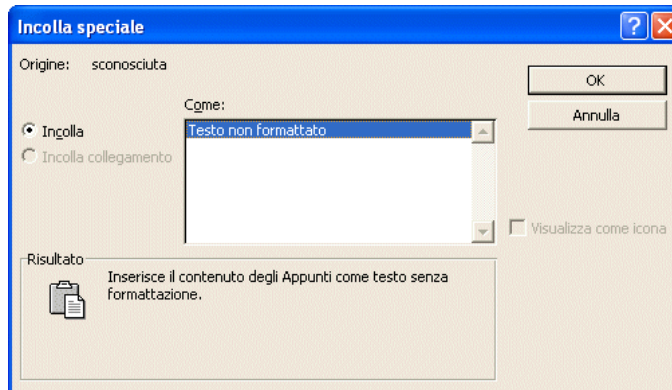 Incolla speciale
Origine: sconosciuta
OK
Come:
Annulla
Incolla
Testo non formattato
Incolla collegamento
Visualizza come icona
Risultato
Inserisce il contenuto degli Appunti come testo senza
formattazione.